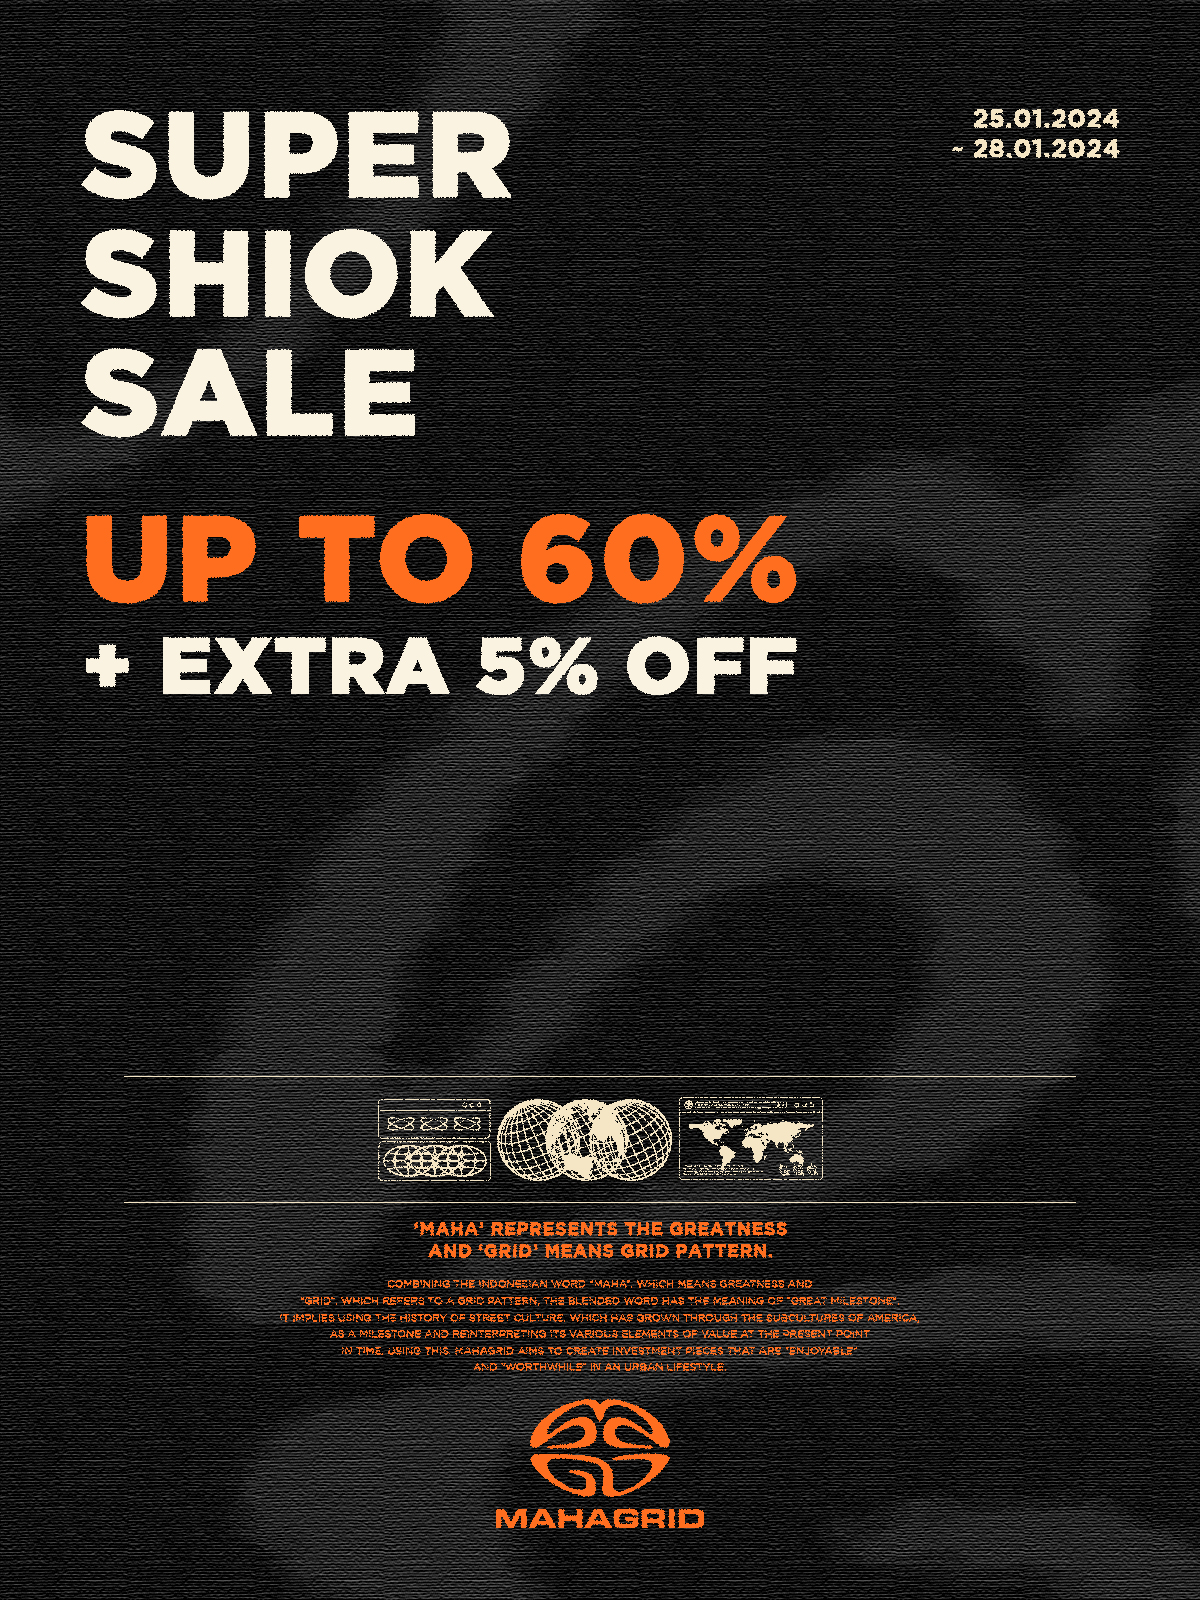 SUPER
SHIOK
SALE
25.01.2024
~ 28.01.2024
UP TO 60%
+ EXTRA 5% OFF
‘MAHA’ REPRESENTS THE GREATNESS
AND ‘GRID’ MEANS GRID PATTERN.
COMBINING THE INDONESIAN WORD "MAHA", WHICH MEANS GREATNESS AND
"GRID", WHICH REFERS TO A GRID PATTERN, THE BLENDED WORD HAS THE MEANING OF "GREAT MILESTONE".
IT IMPLIES USING THE HISTORY OF STREET CULTURE, WHICH HAS GROWN THROUGH THE SUBCULTURES OF AMERICA,
AS A MILESTONE AND REINTERPRETING ITS VARIOUS ELEMENTS OF VALUE AT THE PRESENT POINT
IN TIME. USING THIS, MAHAGRID AIMS TO CREATE INVESTMENT PIECES THAT ARE "ENJOYABLE"
AND "WORTHWHILE" IN AN URBAN LIFESTYLE.
MAHAGRID